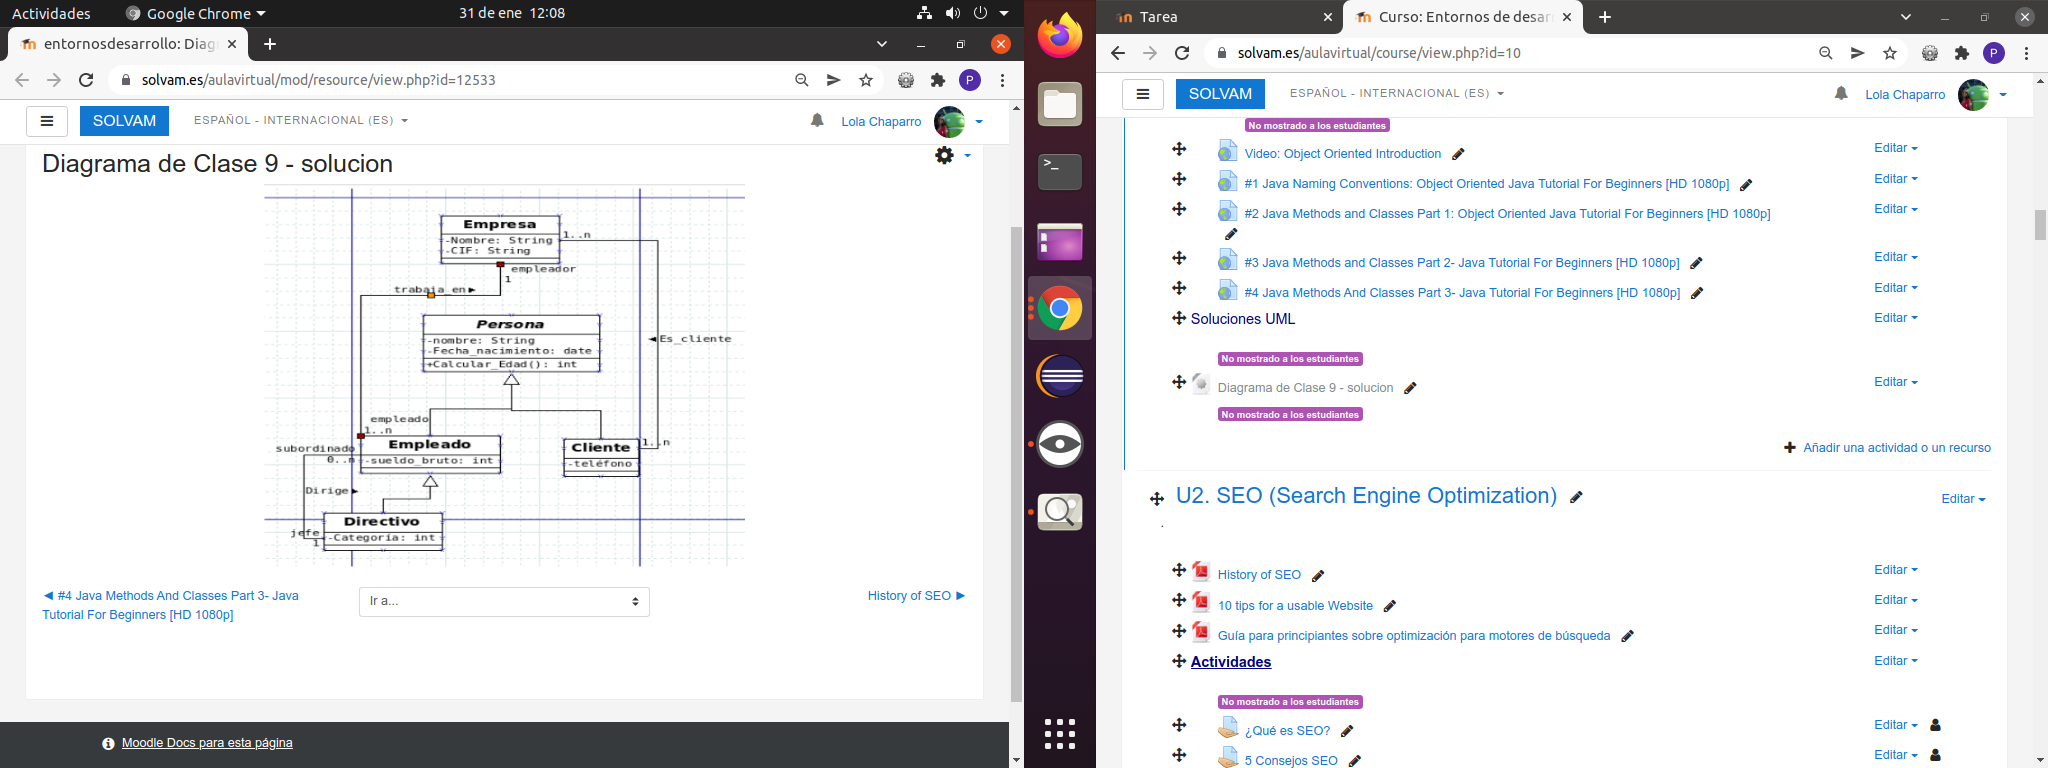 Actividades
Google Chrome
31 de ene 12:08
entornosdesarrollo: Diag
solvam.es/aulavirtual/mod/resource/view.php?id=12533
P
SOLVAM
ESPAÑOL - INTERNACIONAL (ES)
Lola Chaparro
Diagrama de Clase 9 - solucion
Empresa
-Nombre: String
-CIF: String
1..n
empleador
1
trabaja_en
Persona
-nombre: String
-Fecha_nacimiento: date
+Calcular_Edad(): int
Es_cliente
empleado
1..n
Empleado
-sueldo_bruto: int
subordinado
0..n
Cliente
-teléfono
1..n
Dirige
Directivo
-Categoría: int
jefe
1
◄ #4 Java Methods And Classes Part 3- Java
Tutorial For Beginners [HD 1080p]
Ir a...
History of SEO ►
Moodle Docs para esta página
Tarea
Curso: Entornos de desar
solvam.es/aulavirtual/course/view.php?id=10
P
SOLVAM
ESPAÑOL - INTERNACIONAL (ES)
Lola Chaparro
No mostrado a los estudiantes
Video: Object Oriented Introduction
Editar
#1 Java Naming Conventions: Object Oriented Java Tutorial For Beginners [HD 1080p]
Editar
#2 Java Methods and Classes Part 1: Object Oriented Java Tutorial For Beginners [HD 1080p]
Editar
#3 Java Methods and Classes Part 2- Java Tutorial For Beginners [HD 1080p]
Editar
#4 Java Methods And Classes Part 3- Java Tutorial For Beginners [HD 1080p]
Editar
Soluciones UML
Editar
No mostrado a los estudiantes
Diagrama de Clase 9 - solucion
Editar
No mostrado a los estudiantes
Añadir una actividad o un recurso
U2. SEO (Search Engine Optimization)
Editar
.
History of SEO
Editar
10 tips for a usable Website
Editar
Guía para principiantes sobre optimización para motores de búsqueda
Editar
Actividades
Editar
No mostrado a los estudiantes
¿Qué es SEO?
Editar
5 Consejos SEO
Editar